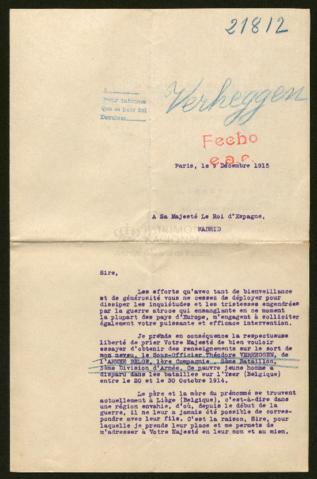 21812
Verheggen
Fecho
Paris, le 9 Décembre 1915
A Sa Majesté Le Roi d'Espagne,
MADRID
Sire,
Les efforts qu'avec tant de bienveillance
et de générosité vous ne cessez de déployer pour
dissiper les inquiétudes et les tristesses engendrées
par la guerre atroce qui ensanglante en ce moment
la plupart des pays d'Europe, m'engagent à solliciter
également votre puissante et efficace intervention.
Je prends en conséquence la respectueuse
liberté de prier Votre Majesté de bien vouloir
essayer d'obtenir des renseignements sur le sort de
mon neveu, le Sous-Officier Théodore VERHEGGEN, de
l'ARMEE BELGE, 1ère Compagnie, 2ème Bataillon,
3ème Division d'Armée. Ce pauvre jeune homme a
disparu dans les batailles sur l'Yser (Belgique)
entre le 20 et le 30 Octobre 1914.
Le père et la mère du prénommé se trouvent
actuellement à Liége (Belgique), c'est-à-dire dans
une région envahie, d'où, depuis le début de la
guerre, il ne leur a jamais été possible de corres-
pondre avec leur fils. C'est la raison, Sire, pour
laquelle je prends leur place et me permets de
m'adresser à Votre Majesté en leur nom et au mien.